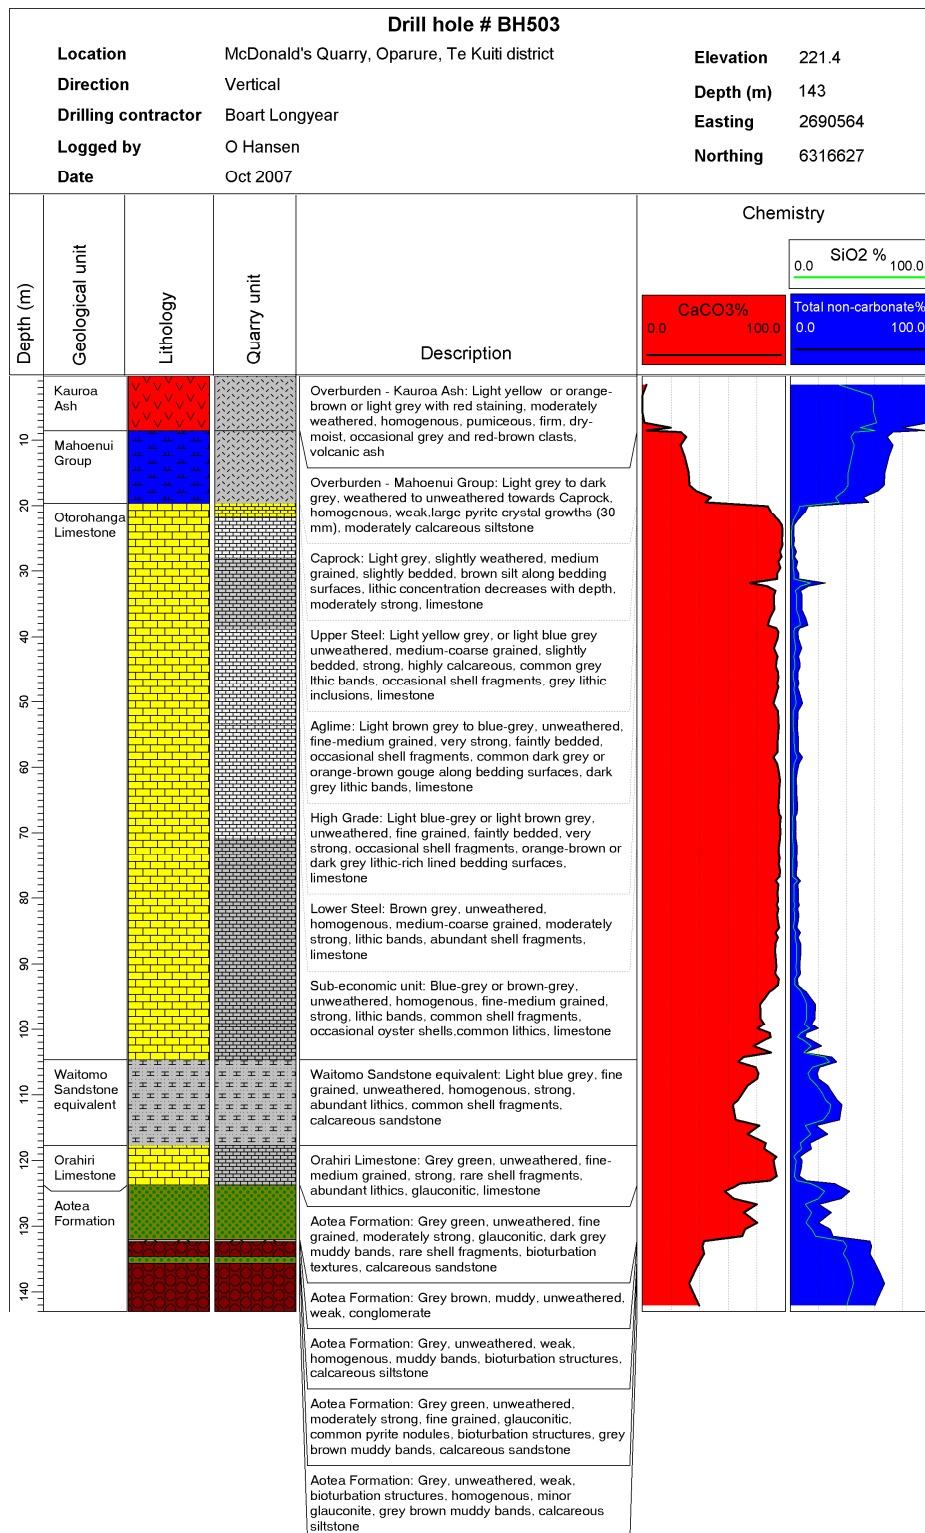 Drill hole # BH503
Location McDonald's Quarry, Oparure, Te Kuiti district
Direction Vertical
Drilling contractor Boart Longyear
Logged by O Hansen
Date Oct 2007
Elevation 221.4
Depth (m) 143
Easting 2690564
Northing 6316627
Depth (m)
Geological unit
Lithology
Quarry unit
Description
Chemistry
CaCO3%
0.0 100.0
SiO2 %
0.0 100.0
Total non-carbonate%
0.0 100.0
10
20
30
40
50
60
70
80
90
100
110
120
130
140
Kauroa
Ash
Mahoenui
Group
Otorohanga
Limestone
Waitomo
Sandstone
equivalent
Orahiri
Limestone
Aotea
Formation
Overburden - Kauroa Ash: Light yellow or orange-
brown or light grey with red staining, moderately
weathered, homogenous, pumiceous, firm, dry-
moist, occasional grey and red-brown clasts,
volcanic ash
Overburden - Mahoenui Group: Light grey to dark
grey, weathered to unweathered towards Caprock,
homogenous, weak,large pyrite crystal growths (30
mm), moderately calcareous siltstone
Caprock: Light grey, slightly weathered, medium
grained, slightly bedded, brown silt along bedding
surfaces, lithic concentration decreases with depth,
moderately strong, limestone
Upper Steel: Light yellow grey, or light blue grey
unweathered, medium-coarse grained, slightly
bedded, strong, highly calcareous, common grey
lthic bands, occasional shell fragments, grey lithic
inclusions, limestone
Aglime: Light brown grey to blue-grey, unweathered,
fine-medium grained, very strong, faintly bedded,
occasional shell fragments, common dark grey or
orange-brown gouge along bedding surfaces, dark
grey lithic bands, limestone
High Grade: Light blue-grey or light brown grey,
unweathered, fine grained, faintly bedded, very
strong, occasional shell fragments, orange-brown or
dark grey lithic-rich lined bedding surfaces,
limestone
Lower Steel: Brown grey, unweathered,
homogenous, medium-coarse grained, moderately
strong, lithic bands, abundant shell fragments,
limestone
Sub-economic unit: Blue-grey or brown-grey,
unweathered, homogenous, fine-medium grained,
strong, lithic bands, common shell fragments,
occasional oyster shells,common lithics, limestone
Waitomo Sandstone equivalent: Light blue grey, fine
grained, unweathered, homogenous, strong,
abundant lithics, common shell fragments,
calcareous sandstone
Orahiri Limestone: Grey green, unweathered, fine-
medium grained, strong, rare shell fragments,
abundant lithics, glauconitic, limestone
Aotea Formation: Grey green, unweathered, fine
grained, moderately strong, glauconitic, dark grey
muddy bands, rare shell fragments, bioturbation
textures, calcareous sandstone
Aotea Formation: Grey brown, muddy, unweathered,
weak, conglomerate
Aotea Formation: Grey, unweathered, weak,
homogenous, muddy bands, bioturbation structures,
calcareous siltstone
Aotea Formation: Grey green, unweathered,
moderately strong, fine grained, glauconitic,
common pyrite nodules, bioturbation structures, grey
brown muddy bands, calcareous sandstone
Aotea Formation: Grey, unweathered, weak,
bioturbation structures, homogenous, minor
glauconite, grey brown muddy bands, calcareous
siltstone